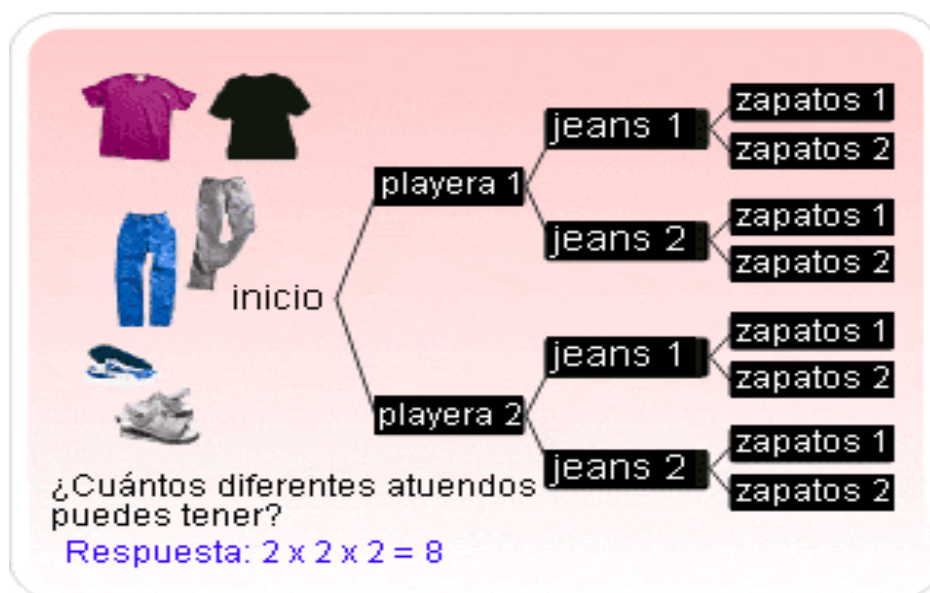 inicio
playera 1
jeans 1
zapatos 1
zapatos 2
jeans 2
zapatos 1
zapatos 2
playera 2
jeans 1
zapatos 1
zapatos 2
jeans 2
zapatos 1
zapatos 2
¿Cuántos diferentes atuendos
puedes tener?
Respuesta: 2 x 2 x 2 = 8